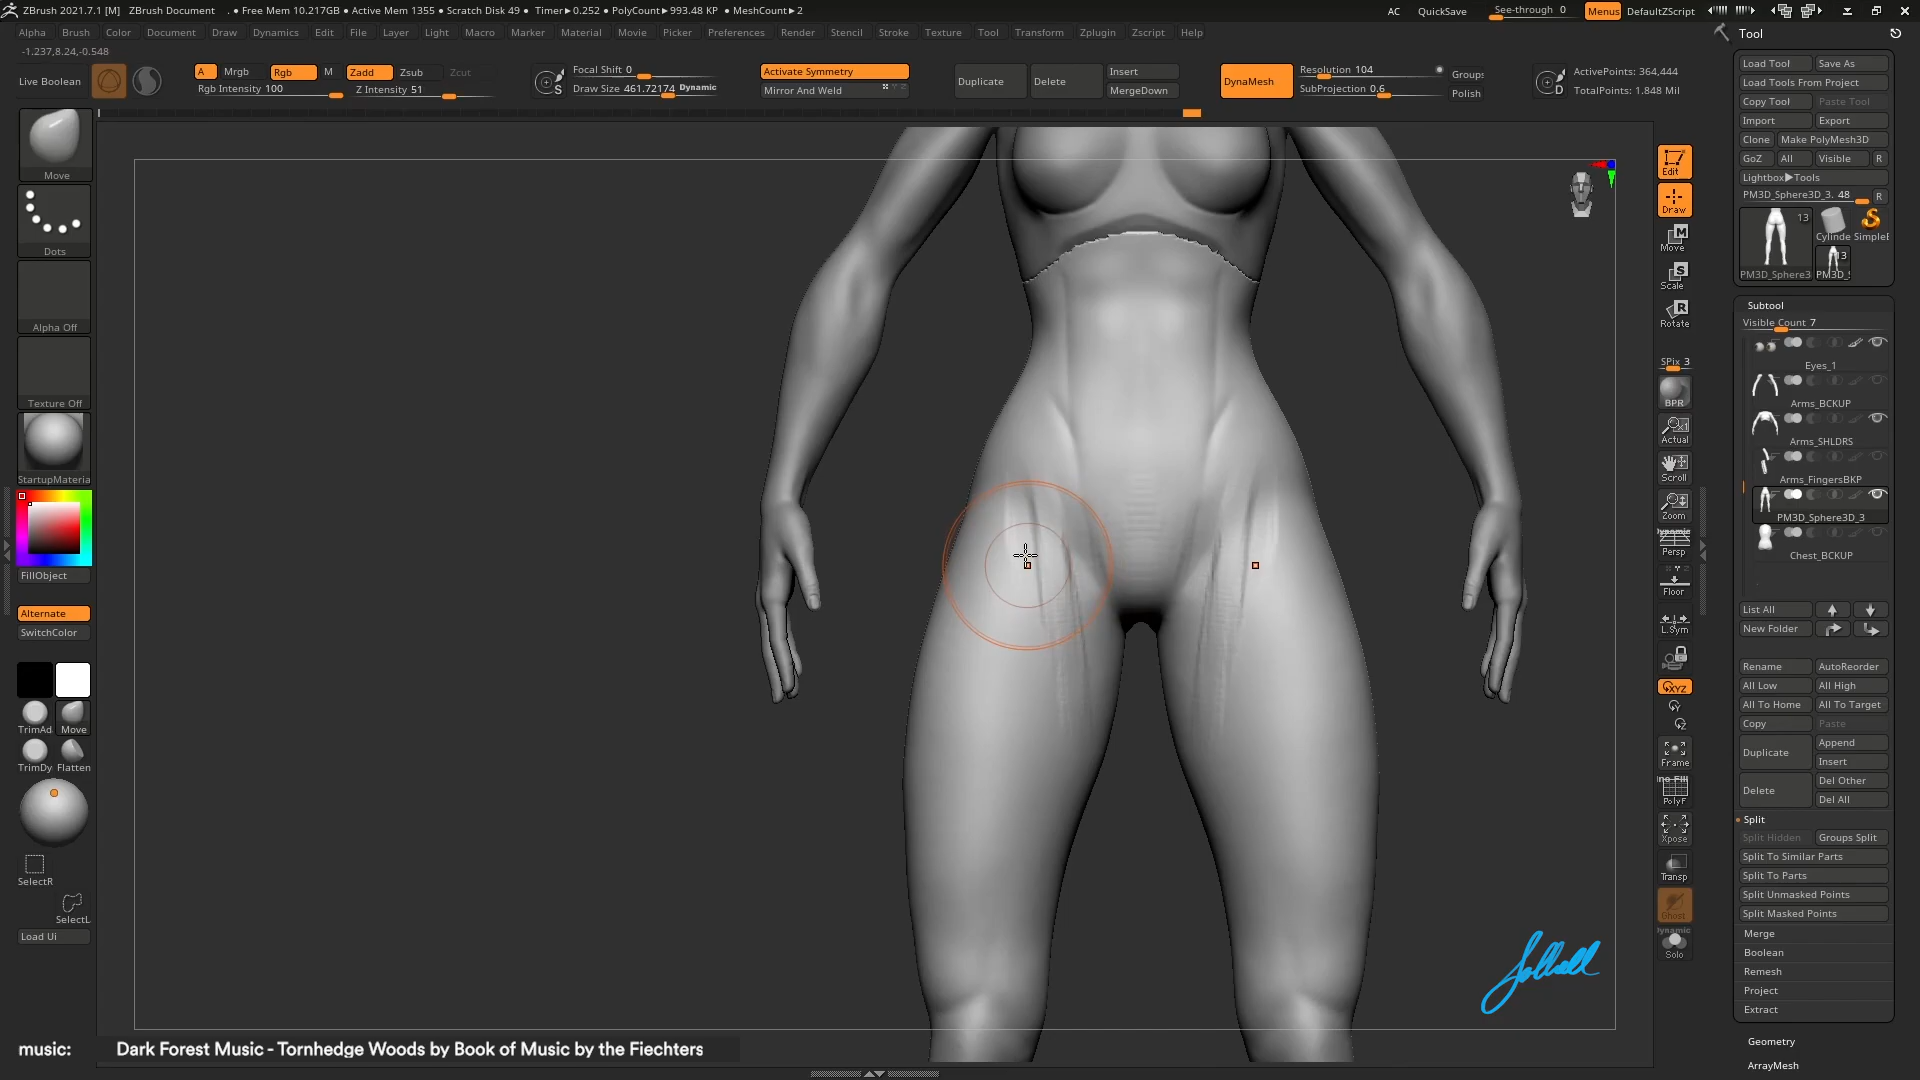 ZBrush 2021.7.1 [M] ZBrush Document . • Free Mem 10.217GB • Active Mem 1355 • Scratch Disk 49 • Timer▶0.252 • PolyCount▶993.48 KP • MeshCount▶2 AC QuickSave See-through 0 Menus DefaultZScript
Alpha Brush Color Document Draw Dynamics Edit File Layer Light Macro Marker Material Movie Picker Preferences Render Stencil Stroke Texture Tool Transform Zplugin Zscript Help
-1.237,8.24,-0.548
Live Boolean
A Mrgb Rgb M Zadd Zsub Zcut
Rgb Intensity 100 Z Intensity 51
S
Focal Shift 0
Draw Size 461.72174 Dynamic
Activate Symmetry
Mirror And Weld
Duplicate Delete
Insert
MergeDown
DynaMesh
Resolution 104
SubProjection 0.6
Groups
Polish
D
ActivePoints: 364,444
TotalPoints: 1.848 Mil
Move
Dots
Alpha Off
Texture Off
StartupMateria
FillObject
Alternate
SwitchColor
TrimAd Move
TrimDy Flatten
SelectR
SelectL
Load Ui
Edit
Draw
Move
Scale
Rotate
SPix 3
BPR
Actual
Scroll
Zoom
Dynamic
Persp
Floor
L.Sym
XYZ
Frame
PolyF
Xpose
Transp
Ghost
Dynamic
Solo
Tool
Load Tool Save As
Load Tools From Project
Copy Tool Paste Tool
Import Export
Clone Make PolyMesh3D
GoZ All Visible R
Lightbox▶Tools
PM3D_Sphere3D_3. 48 R
13
Cylinde SimpleE
13
PM3D_Sphere3 PM3D_S
Subtool
Visible Count 7
Eyes_1
Arms_BCKUP
Arms_SHLDRS
Arms_FingersBKP
PM3D_Sphere3D_3
Chest_BCKUP
List All
New Folder
Rename AutoReorder
All Low All High
All To Home All To Target
Copy Paste
Duplicate Append
Insert
Delete Del Other
Del All
Split
Split Hidden Groups Split
Split To Similar Parts
Split To Parts
Split Unmasked Points
Split Masked Points
Merge
Boolean
Remesh
Project
Extract
Geometry
ArrayMesh
music: Dark Forest Music - Tornhedge Woods by Book of Music by the Fiechters